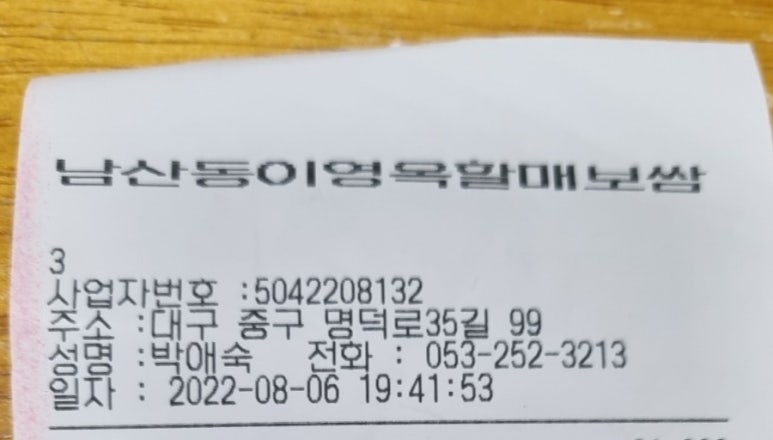 남산동이영옥할매보쌈
3
사업자번호 :5042208132
주소 :대구 중구 명덕로35길 99
성명 :박애숙 전화 : 053-252-3213
일자 : 2022-08-06 19:41:53